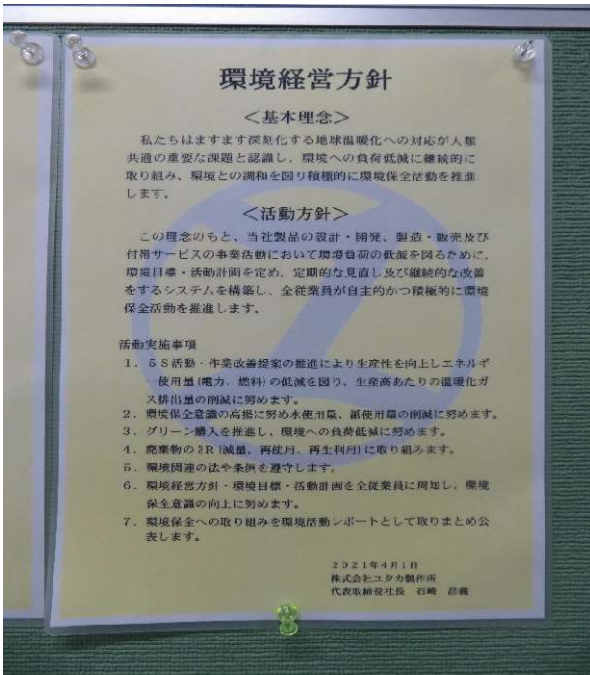 環境経営方針
＜基本理念＞
私たちはますます深刻化する地球温暖化への対応が人類
共通の重要な課題と認識し、環境への負荷低減に継続的に
取り組み、環境との調和を図り積極的に環境保全活動を推進
します。
＜活動方針＞
この理念のもと、当社製品の設計・開発、製造・販売及び
付帯サービスの事業活動において環境負荷の低減を図るために、
環境目標・活動計画を定め、定期的な見直し及び継続的な改善
をするシステムを構築し、全従業員が自主的かつ積極的に環境
保全活動を推進します。
活動実施事項
1．5S活動・作業改善提案の推進により生産性を向上しエネルギ
ー使用量(電力、燃料)の低減を図り、生産高あたりの温暖化ガ
ス排出量の削減に努めます。
2．環境保全意識の高揚に努め水使用量、紙使用量の削減に努めます。
3．グリーン購入を推進し、環境への負荷低減に努めます。
4．廃棄物の3R(減量、再使用、再生利用)に取り組みます。
5．環境関連の法や条例を遵守します。
6．環境経営方針・環境目標・活動計画を全従業員に周知し、環境
保全意識の向上に努めます。
7．環境保全への取り組みを環境活動レポートとして取りまとめ公
表します。
2021年4月1日
株式会社ユタカ製作所
代表取締役社長　石崎